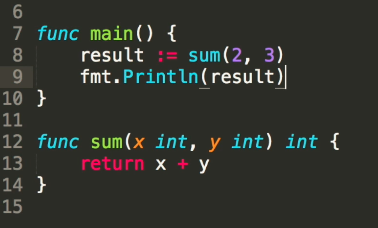 6
7 func main() {
8     result := sum(2, 3)
9     fmt.Println(result)
10 }
11
12 func sum(x int, y int) int {
13     return x + y
14 }
15